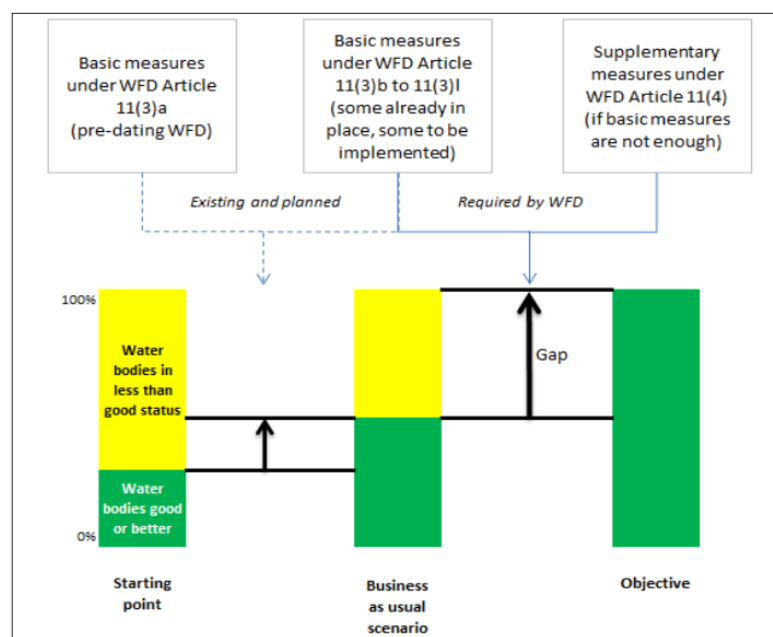 Basic measures
under WFD Article
11(3)a
(pre-dating WFD)
Basic measures
under WFD Article
11(3)b to 11(3)l
(some already in
place, some to be
implemented)
Supplementary
measures under
WFD Article 11(4)
(if basic measures
are not enough)
Existing and planned
Required by WFD
100%
Water
bodies in
less than
good status
Gap
Water
bodies good
or better
0%
Starting
point
Business
as usual
scenario
Objective